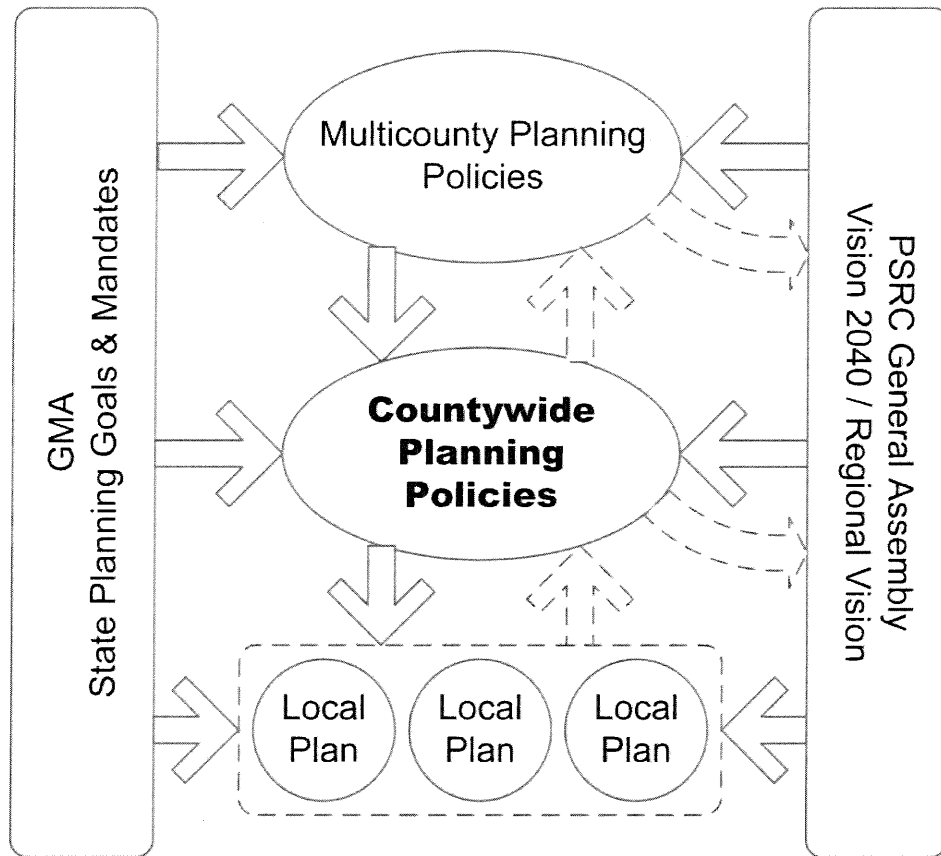 GMA
State Planning Goals & Mandates
Multicounty Planning
Policies
Countywide
Planning
Policies
Local
Plan
Local
Plan
Local
Plan
PSRC General Assembly
Vision 2040 / Regional Vision